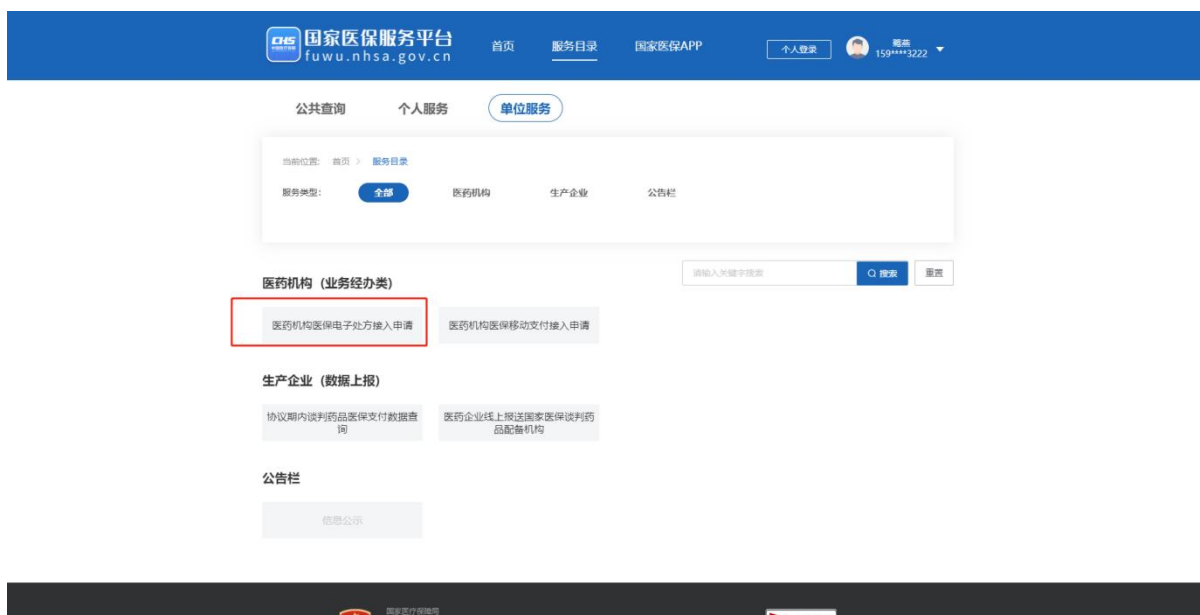 CHS
国家医保服务平台
fuwu.nhsa.gov.cn
首页
服务目录
国家医保APP
个人登录
159****3222
公共查询
个人服务
单位服务
当前位置: 首页 > 服务目录
服务类型:
全部
医药机构
生产企业
公告栏
医药机构（业务经办类）
请输入关键字搜索
搜索
重置
医药机构医保电子处方接入申请
医药机构医保移动支付接入申请
生产企业（数据上报）
协议期内谈判药品医保支付数据查
询
医药企业线上报送国家医保谈判药
品配备机构
公告栏
信息公示